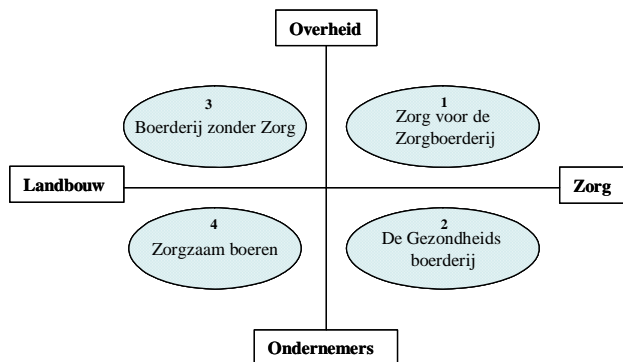 Overheid
3
Boerderij zonder Zorg
1
Zorg voor de
Zorgboerderij
Landbouw
Zorg
4
Zorgzaam boeren
2
De Gezondheids
boerderij
Ondernemers